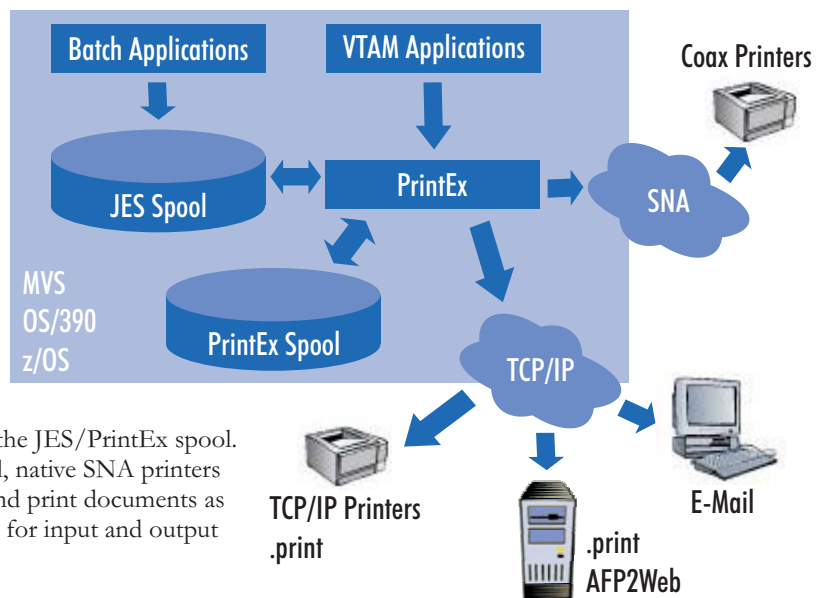 Batch Applications
VTAM Applications
Coax Printers
JES Spool
PrintEx
SNA
MVS
OS/390
z/OS
PrintEx Spool
TCP/IP
the JES/PrintEx spool.
, native SNA printers
nd print documents as
for input and output
TCP/IP Printers
.print
.print
AFP2Web
E-Mail